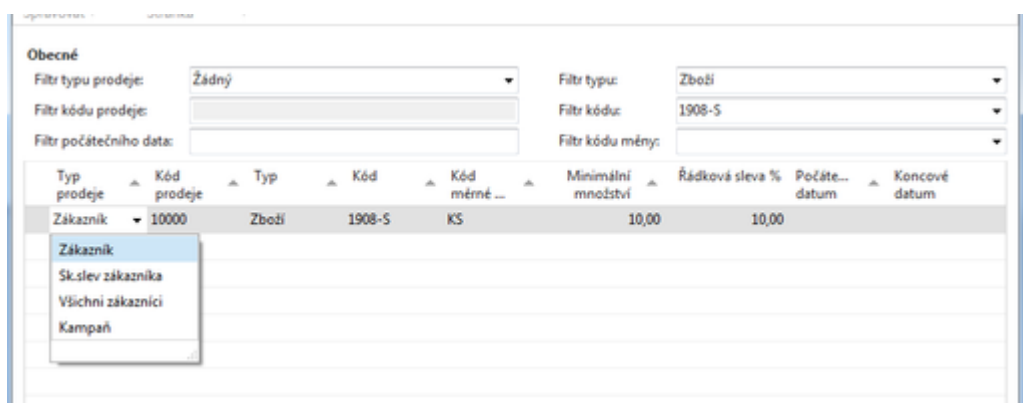 Spravovat Stránka
Obecné
Filtr typu prodeje: Žádný Filtr typu: Zboží
Filtr kódu prodeje: Filtr kódu: 1908-S
Filtr počátečního data: Filtr kódu měny:
Typ prodeje Kód prodeje Typ Kód Kód měrné ... Minimální množství Řádková sleva % Počáte... datum Koncové datum
Zákazník 10000 Zboží 1908-S KS 10,00 10,00
Zákazník
Sk.slev zákazníka
Všichni zákazníci
Kampaň